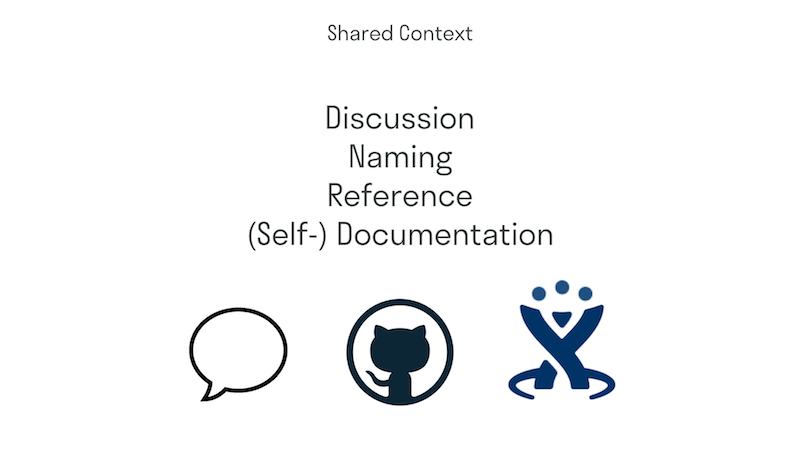 Shared Context
Discussion
Naming
Reference
(Self-) Documentation